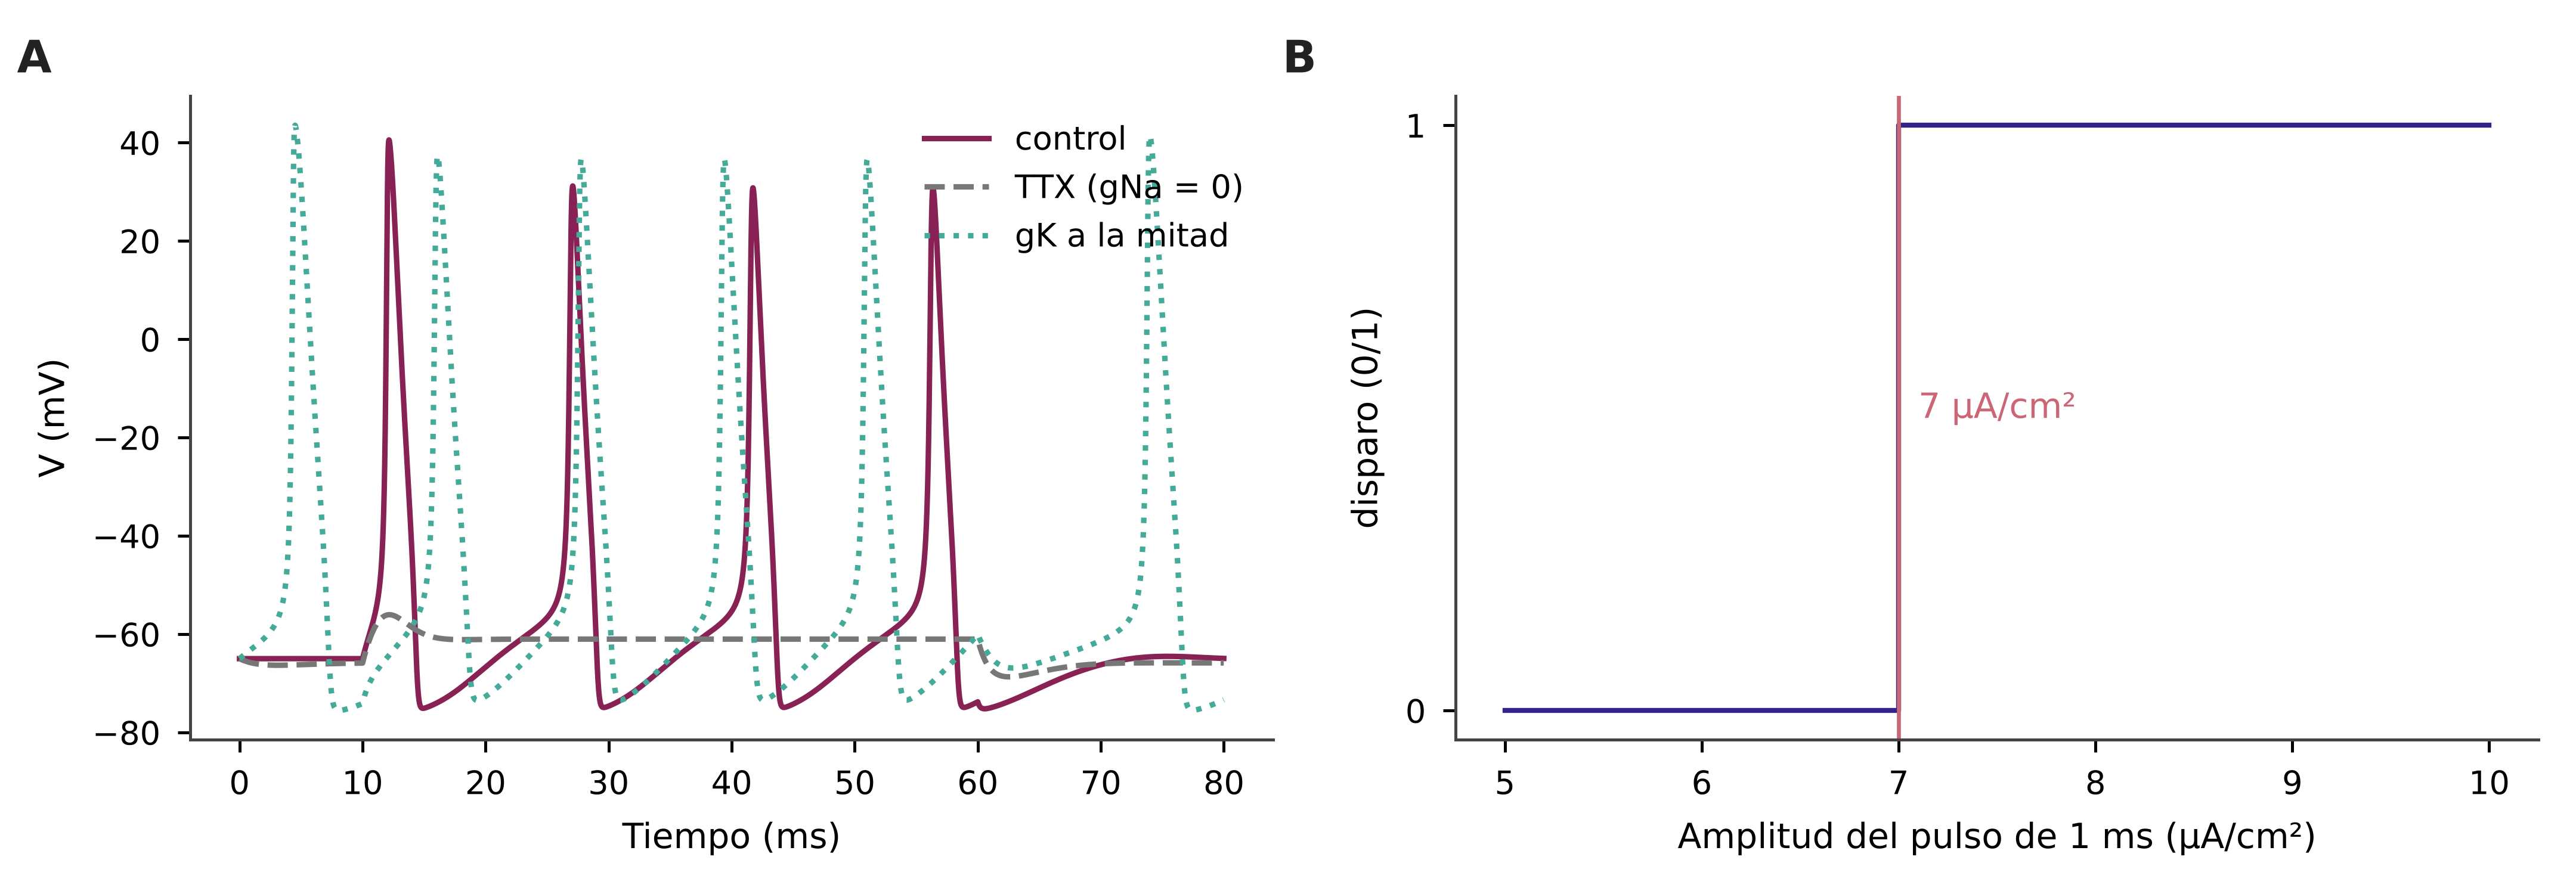 A
B
40
20
0
−20
−40
−60
−80
V (mV)
control
TTX (gNa = 0)
gK a la mitad
0 10 20 30 40 50 60 70 80
Tiempo (ms)
1
0
disparo (0/1)
7 µA/cm²
5 6 7 8 9 10
Amplitud del pulso de 1 ms (µA/cm²)